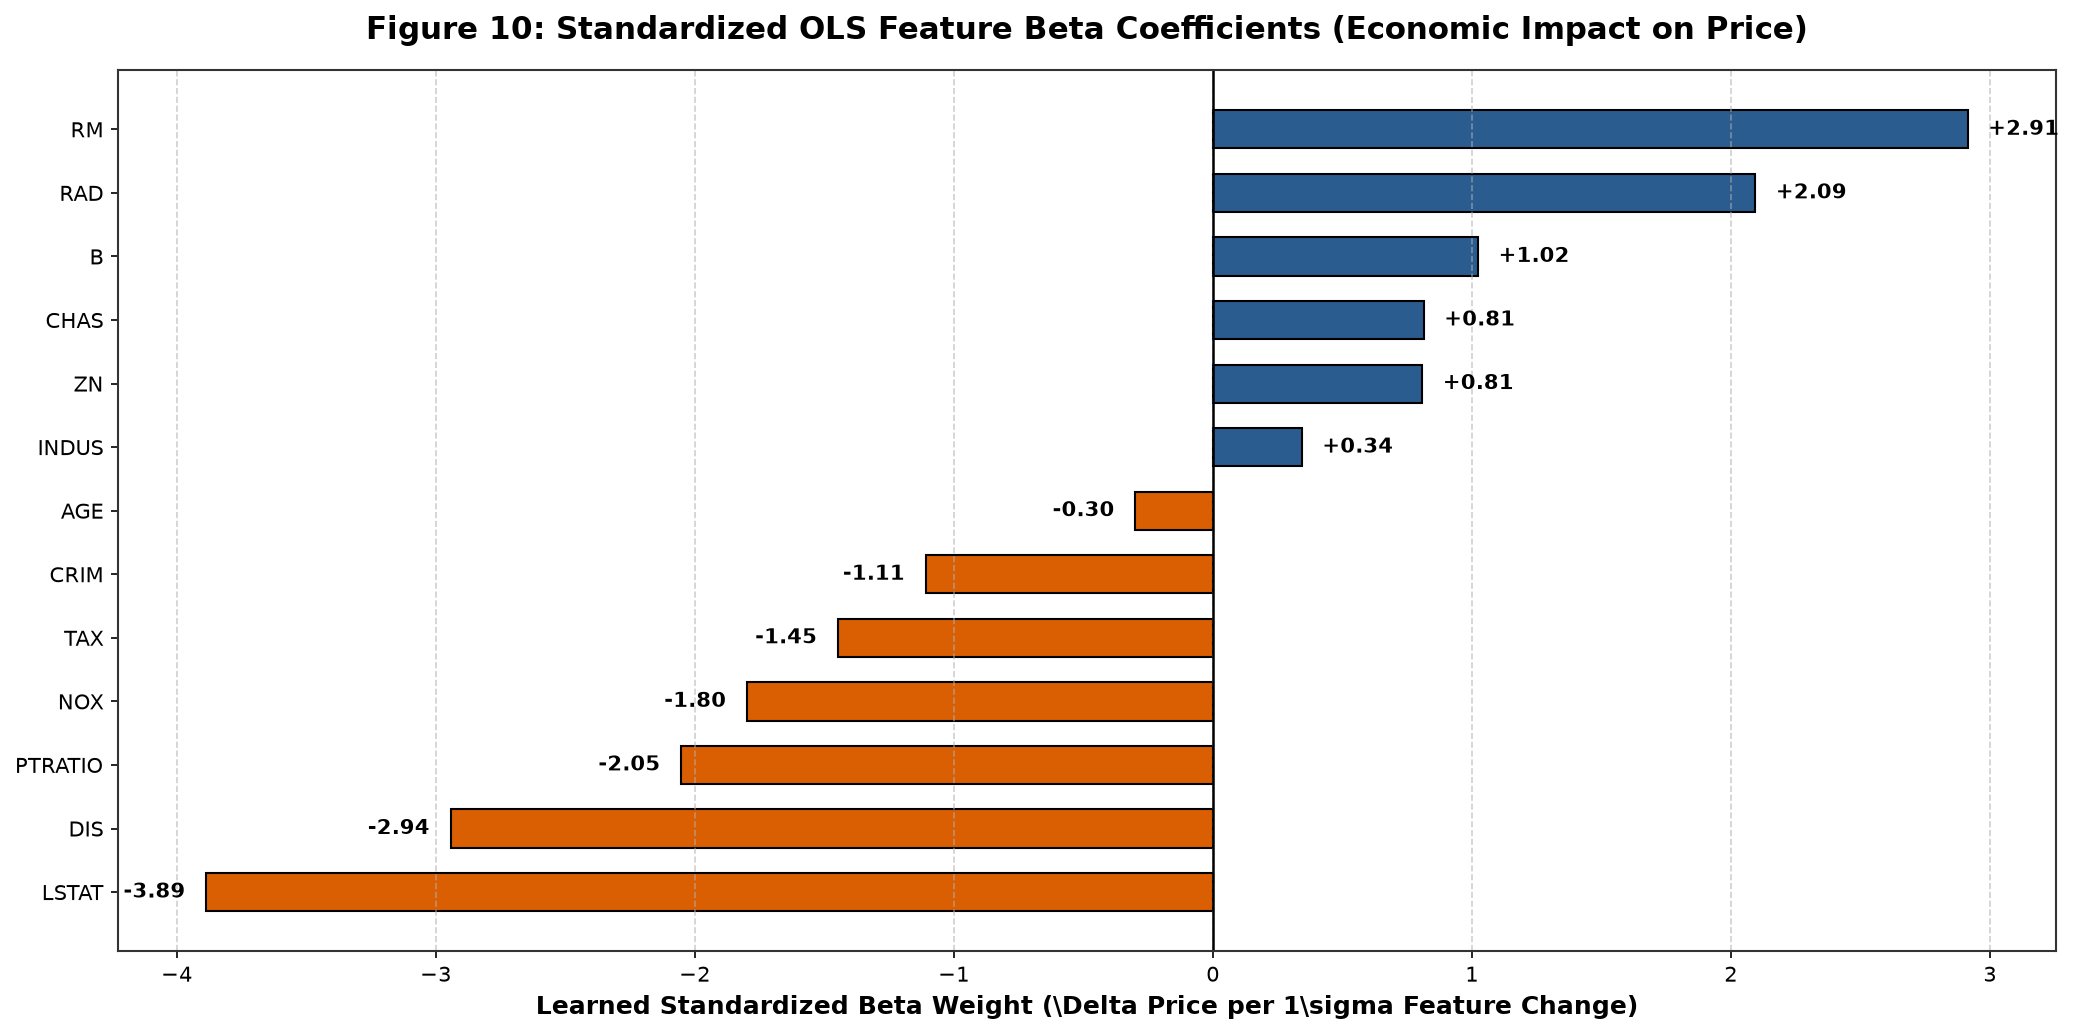 Figure 10: Standardized OLS Feature Beta Coefficients (Economic Impact on Price)
RM +2.91
RAD +2.09
B +1.02
CHAS +0.81
ZN +0.81
INDUS +0.34
AGE -0.30
CRIM -1.11
TAX -1.45
NOX -1.80
PTRATIO -2.05
DIS -2.94
LSTAT -3.89
−4 −3 −2 −1 0 1 2 3
Learned Standardized Beta Weight (\Delta Price per 1\sigma Feature Change)